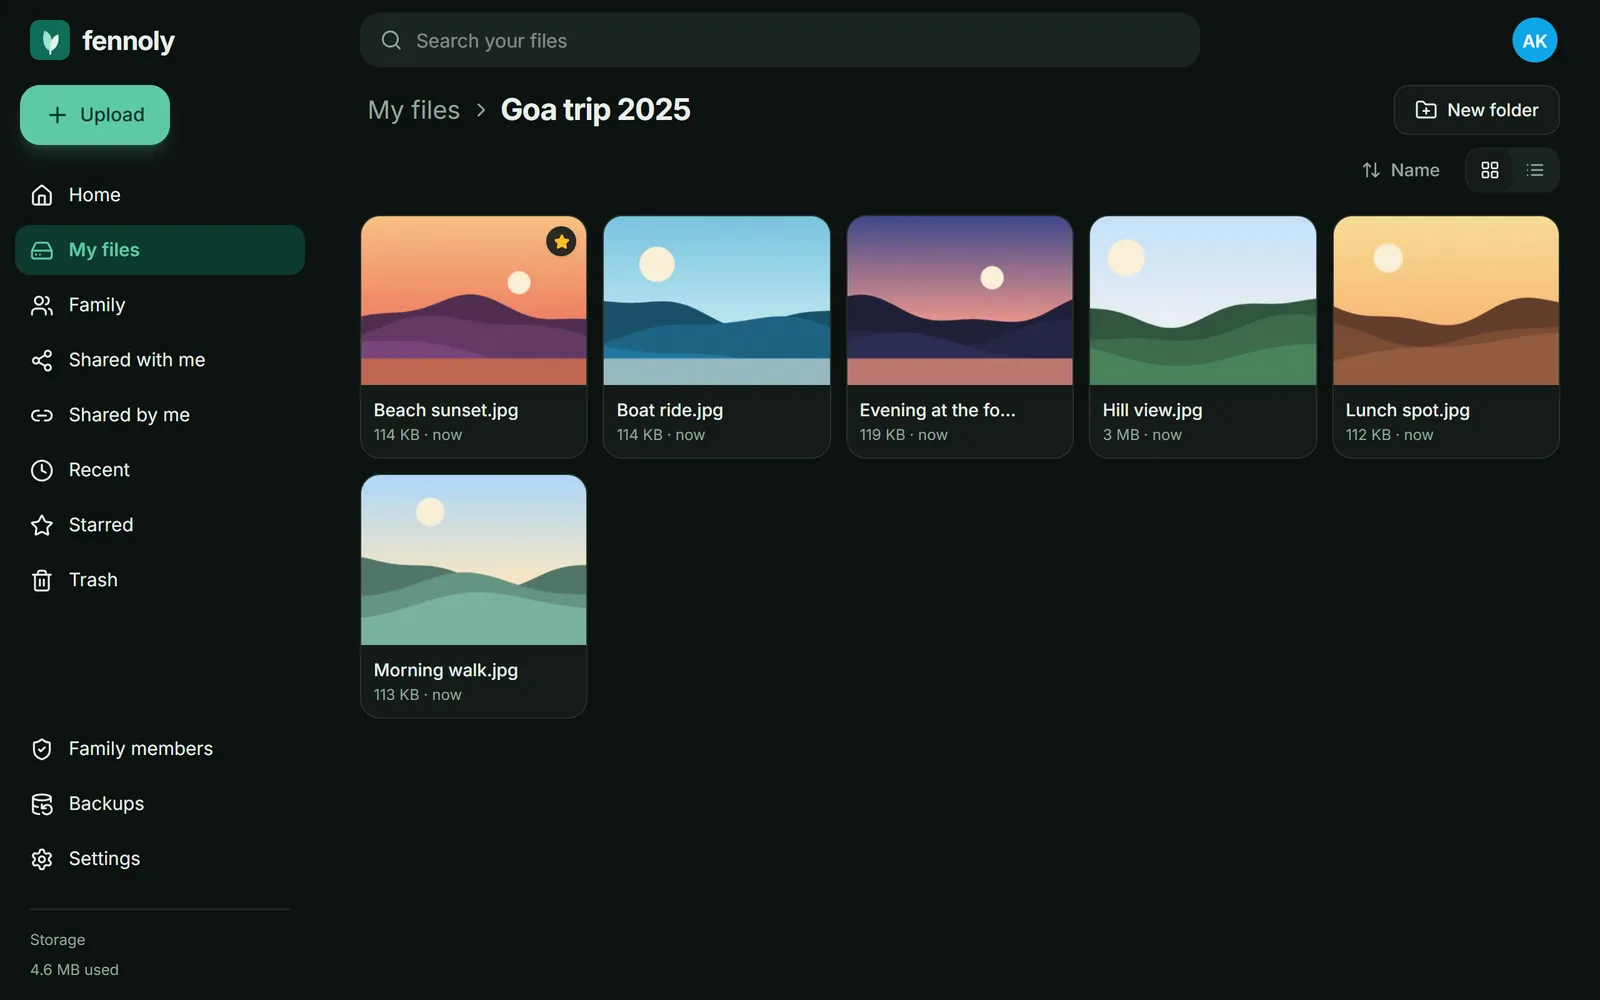 fennoly
Search your files
AK
Upload
My files > Goa trip 2025
New folder
Name
Home
My files
Family
Shared with me
Shared by me
Recent
Starred
Trash
Family members
Backups
Settings
Storage
4.6 MB used
Beach sunset.jpg
114 KB · now
Boat ride.jpg
114 KB · now
Evening at the fo...
119 KB · now
Hill view.jpg
3 MB · now
Lunch spot.jpg
112 KB · now
Morning walk.jpg
113 KB · now